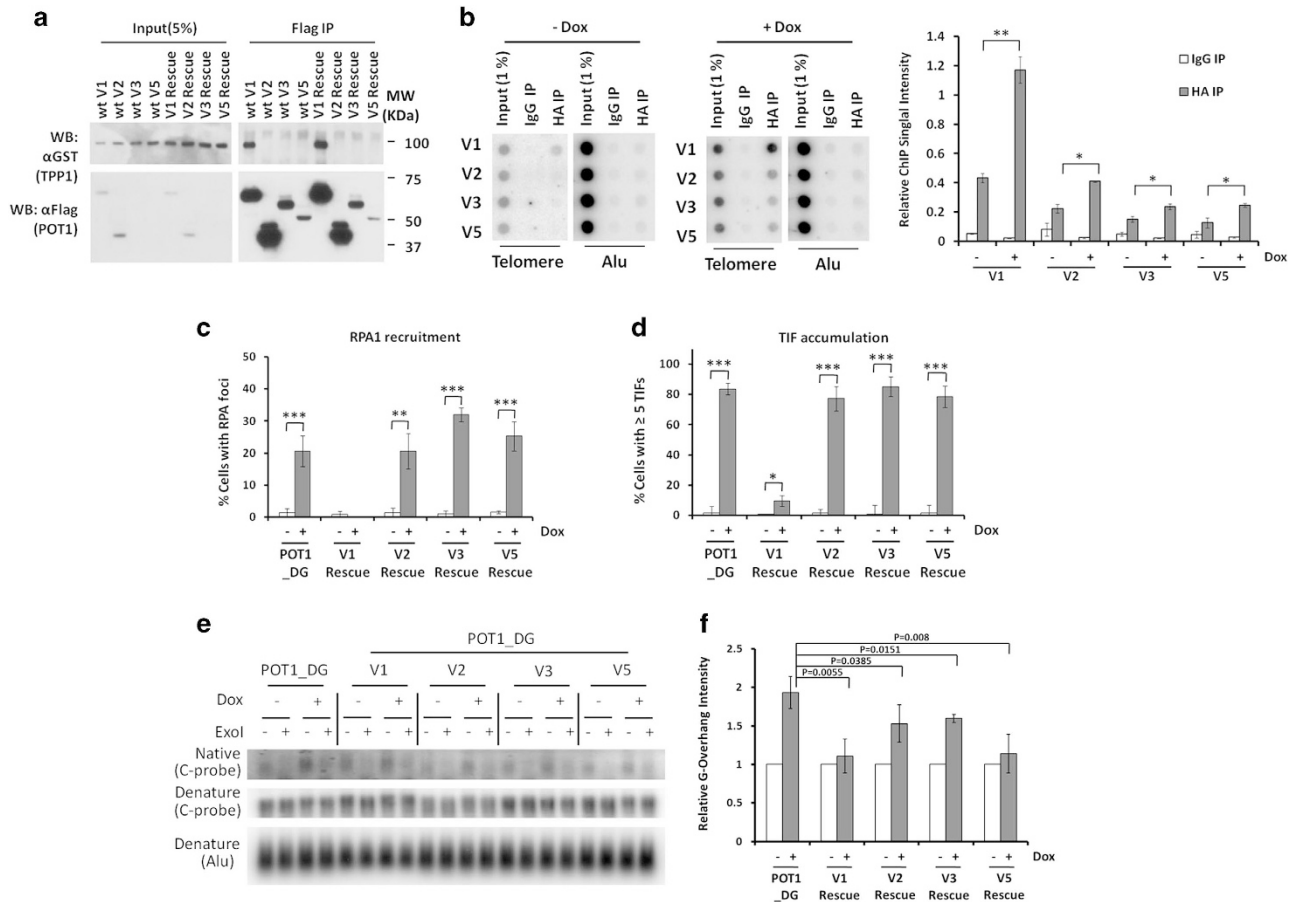 a
Input(5%)
Flag IP
wt V1
wt V2
wt V3
wt V5
V1 Rescue
V2 Rescue
V3 Rescue
V5 Rescue
wt V1
wt V2
wt V3
wt V5
V1 Rescue
V2 Rescue
V3 Rescue
V5 Rescue
MW
(KDa)
WB:
αGST
(TPP1)
WB: αFlag
(POT1)
100
75
50
37
b
- Dox
Input (1 %)
IgG IP
HA IP
Input (1 %)
IgG IP
HA IP
V1
V2
V3
V5
Telomere
Alu
+ Dox
Input (1 %)
IgG IP
HA IP
Input (1 %)
IgG IP
HA IP
V1
V2
V3
V5
Telomere
Alu
Relative ChIP Singlal Intensity
1.4
1.2
1
0.8
0.6
0.4
0.2
0
**
*
*
*
IgG IP
HA IP
- + - + - + - + Dox
V1 V2 V3 V5
c
RPA1 recruitment
% Cells with RPA foci
50
40
30
20
10
0
***
**
***
***
- + - + - + - + - + Dox
POT1 V1 V2 V3 V5
_DG Rescue Rescue Rescue Rescue
d
TIF accumulation
% Cells with ≥ 5 TIFs
100
80
60
40
20
0
***
*
***
***
***
- + - + - + - + - + Dox
POT1 V1 V2 V3 V5
_DG Rescue Rescue Rescue Rescue
e
POT1_DG
POT1_DG V1 V2 V3 V5
Dox - + - + - + - + - +
ExoI - + - + - + - + - + - + - + - + - + - +
Native
(C-probe)
Denature
(C-probe)
Denature
(Alu)
f
Relative G-Overhang Intensity
2.5
2
1.5
1
0.5
0
P=0.008
P=0.0151
P=0.0385
P=0.0055
- + - + - + - + - + Dox
POT1 V1 V2 V3 V5
_DG Rescue Rescue Rescue Rescue